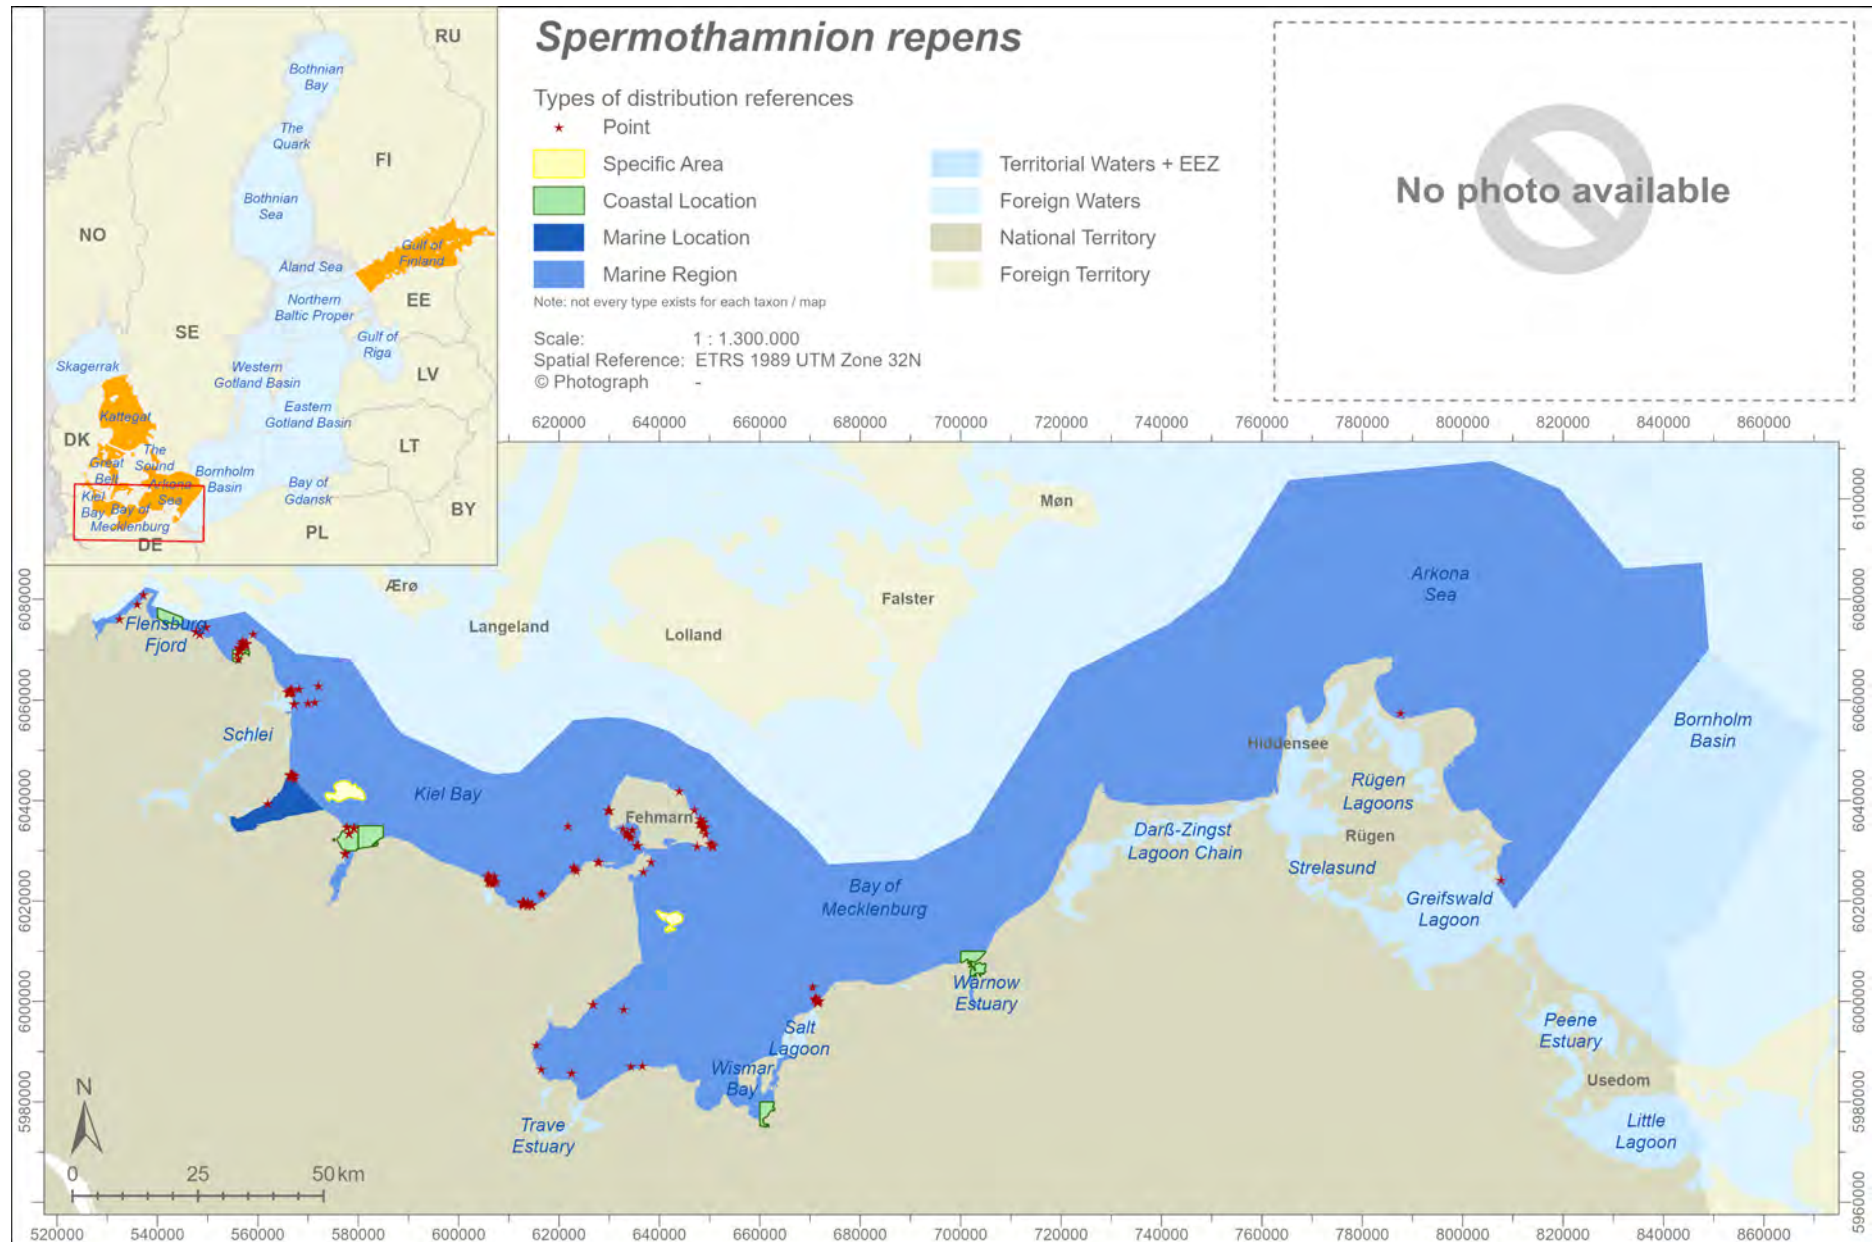 Spermothamnion repens
Types of distribution references
Point
Specific Area
Coastal Location
Marine Location
Marine Region
Territorial Waters + EEZ
Foreign Waters
National Territory
Foreign Territory
Note: not every type exists for each taxon / map
Scale: 1 : 1.300.000
Spatial Reference: ETRS 1989 UTM Zone 32N
© Photograph -
No photo available
RU
Bothnian
Bay
The
Quark
FI
Bothnian
Sea
NO
Gulf of
Finland
Åland Sea
Northern
Baltic Proper
EE
SE
Gulf of
Riga
Skagerrak
Western
Gotland Basin
LV
Eastern
Gotland Basin
Kattegat
DK
The
Sound
LT
Great
Belt
Bornholm
Basin
Arkona
Sea
Bay of
Gdansk
Kiel
Bay
Bay of
Mecklenburg
BY
PL
DE
620000 640000 660000 680000 700000 720000 740000 760000 780000 800000 820000 840000 860000
6100000
6080000
6060000
6040000
6020000
6000000
5980000
5960000
6080000
6060000
6040000
6020000
6000000
5980000
Møn
Ærø
Langeland
Lolland
Falster
Arkona
Sea
Flensburg
Fjord
Schlei
Kiel Bay
Fehmarn
Hiddensee
Bornholm
Basin
Rügen
Lagoons
Rügen
Darß-Zingst
Lagoon Chain
Strelasund
Greifswald
Lagoon
Bay of
Mecklenburg
Warnow
Estuary
Salt
Lagoon
Wismar
Bay
Trave
Estuary
Peene
Estuary
Usedom
Little
Lagoon
N
0 25 50 km
520000 540000 560000 580000 600000 620000 640000 660000 680000 700000 720000 740000 760000 780000 800000 820000 840000 860000